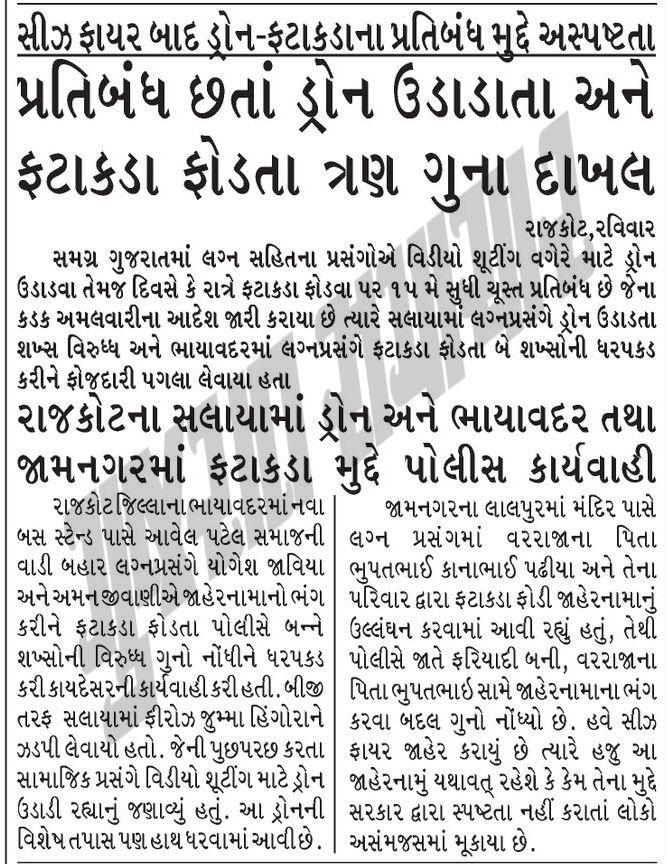 સીઝ ફાયર બાદ ડ્રોન-ફટાકડાના પ્રતિબંધ મુદ્દે અસ્પષ્ટતા
પ્રતિબંધ છતાં ડ્રોન ઉડાડાતા અને
ફટાકડા ફોડતા ત્રણ ગુના દાખલ
રાજકોટ,રવિવાર
સમગ્ર ગુજરાતમાં લગ્ન સહિતના પ્રસંગોએ વિડીયો શૂટીંગ વગેરે માટે ડ્રોન
ઉડાડવા તેમજ દિવસે કે રાત્રે ફટાકડા ફોડવા પર ૧૫ મે સુધી ચૂસ્ત પ્રતિબંધ છે જેના
કડક અમલવારીના આદેશ જારી કરાયા છે ત્યારે સલાયામાં લગ્નપ્રસંગે ડ્રોન ઉડાડતા
શખ્સ વિરુધ્ધ અને ભાયાવદરમાં લગ્નપ્રસંગે ફટાકડા ફોડતા બે શખ્સોની ધરપકડ
કરીને ફોજદારી પગલા લેવાયા હતા
રાજકોટના સલાયામાં ડ્રોન અને ભાયાવદર તથા
જામનગરમાં ફટાકડા મુદ્દે પોલીસ કાર્યવાહી
રાજકોટ જિલ્લાના ભાયાવદરમાં નવા
બસ સ્ટેન્ડ પાસે આવેલ પટેલ સમાજની
વાડી બહાર લગ્નપ્રસંગે યોગેશ જાવિયા
અને અમન જીવાણીએ જાહેરનામાનો ભંગ
કરીને ફટાકડા ફોડતા પોલીસે બન્ને
શખ્સોની વિરુધ્ધ ગુનો નોંધીને ધરપકડ
કરી કાયદેસરની કાર્યવાહી કરી હતી. બીજી
તરફ સલાયામાં ફીરોઝ જુમ્મા હિંગોરાને
ઝડપી લેવાયો હતો. જેની પુછપરછ કરતા
સામાજિક પ્રસંગે વિડીયો શૂટીંગ માટે ડ્રોન
ઉડાડી રહ્યાનું જણાવ્યું હતું. આ ડ્રોનની
વિશેષ તપાસ પણ હાથ ધરવામાં આવી છે.
જામનગરના લાલપુરમાં મંદિર પાસે
લગ્ન પ્રસંગમાં વરરાજાના પિતા
ભુપતભાઈ કાનાભાઈ પઢીયા અને તેના
પરિવાર દ્વારા ફટાકડા ફોડી જાહેરનામાનું
ઉલ્લંઘન કરવામાં આવી રહ્યું હતું, તેથી
પોલીસે જાતે ફરિયાદી બની, વરરાજાના
પિતા ભુપતભાઇ સામે જાહેરનામાના ભંગ
કરવા બદલ ગુનો નોંધ્યો છે. હવે સીઝ
ફાયર જાહેર કરાયું છે ત્યારે હજુ આ
જાહેરનામું યથાવત્ રહેશે કે કેમ તેના મુદ્દે
સરકાર દ્વારા સ્પષ્ટતા નહીં કરાતાં લોકો
અસંમજસમાં મૂકાયા છે.